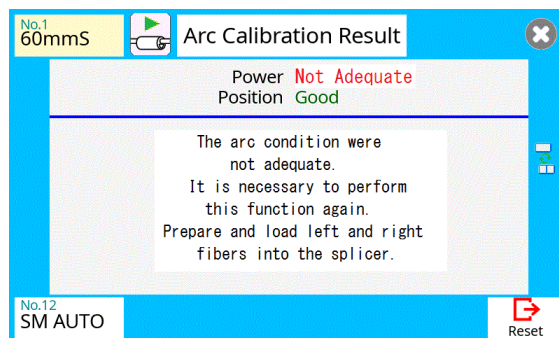 No.1
60mmS
Arc Calibration Result
Power Not Adequate
Position Good
The arc condition were
not adequate.
It is necessary to perform
this function again.
Prepare and load left and right
fibers into the splicer.
No.12
SM AUTO
Reset